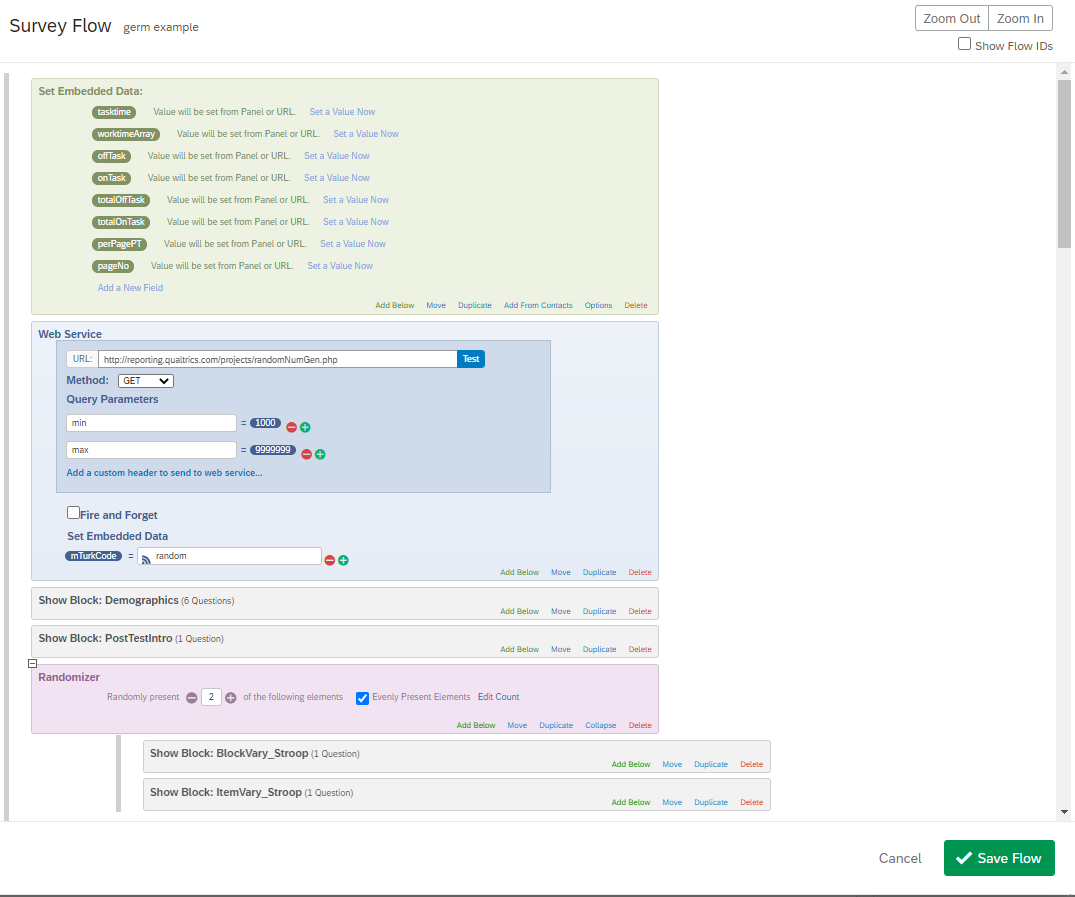 Survey Flow germ example
Zoom Out Zoom In
Show Flow IDs
Set Embedded Data:
tasktime Value will be set from Panel or URL. Set a Value Now
worktimeArray Value will be set from Panel or URL. Set a Value Now
offTask Value will be set from Panel or URL. Set a Value Now
onTask Value will be set from Panel or URL. Set a Value Now
totalOffTask Value will be set from Panel or URL. Set a Value Now
totalOnTask Value will be set from Panel or URL. Set a Value Now
perPagePT Value will be set from Panel or URL. Set a Value Now
pageNo Value will be set from Panel or URL. Set a Value Now
Add a New Field
Add Below Move Duplicate Add From Contacts Options Delete
Web Service
URL: http://reporting.qualtrics.com/projects/randomNumGen.php Test
Method: GET
Query Parameters
min = 1000
max = 9999999
Add a custom header to send to web service...
Fire and Forget
Set Embedded Data
mTurkCode = random
Add Below Move Duplicate Delete
Show Block: Demographics (6 Questions)
Add Below Move Duplicate Delete
Show Block: PostTestIntro (1 Question)
Add Below Move Duplicate Delete
Randomizer
Randomly present 2 of the following elements Evenly Present Elements Edit Count
Add Below Move Duplicate Collapse Delete
Show Block: BlockVary_Stroop (1 Question)
Add Below Move Duplicate Delete
Show Block: ItemVary_Stroop (1 Question)
Add Below Move Duplicate Delete
Cancel Save Flow